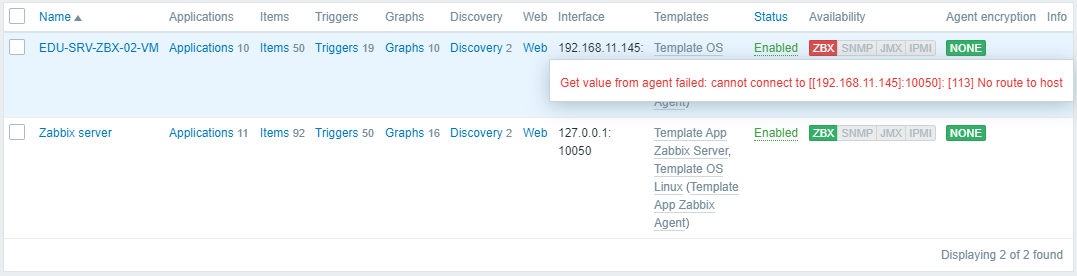 Name Applications Items Triggers Graphs Discovery Web Interface Templates Status Availability Agent encryption Info
EDU-SRV-ZBX-02-VM Applications 10 Items 50 Triggers 19 Graphs 10 Discovery 2 Web 192.168.11.145: Template OS Enabled ZBX SNMP JMX IPMI NONE
Get value from agent failed: cannot connect to [[192.168.11.145]:10050]: [113] No route to host
Agent)
Zabbix server Applications 11 Items 92 Triggers 50 Graphs 16 Discovery 2 Web 127.0.0.1: Template App Enabled ZBX SNMP JMX IPMI NONE
10050 Zabbix Server,
Template OS
Linux (Template
App Zabbix
Agent)
Displaying 2 of 2 found